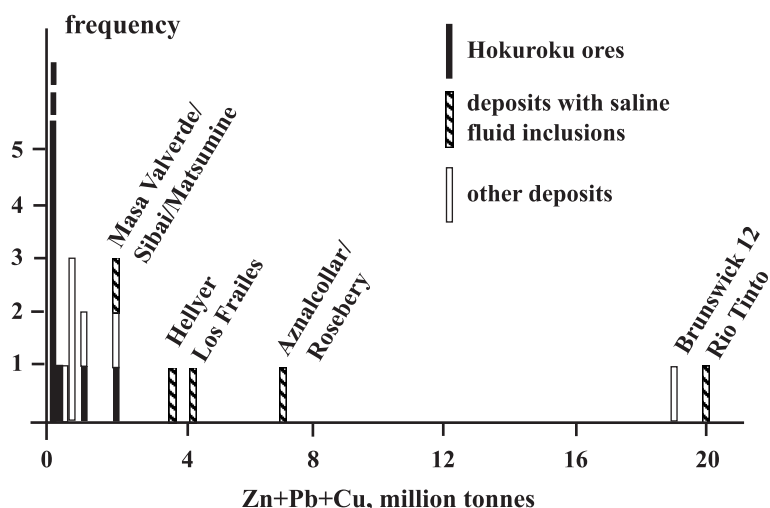 frequency
Hokuroku ores
deposits with saline
fluid inclusions
other deposits
5
4
3
2
1
Masa Valverde/
Sibai/Matsumine
Hellyer
Los Frailes
Aznalcollar/
Rosebery
Brunswick 12
Rio Tinto
0
4
8
12
16
20
Zn+Pb+Cu, million tonnes